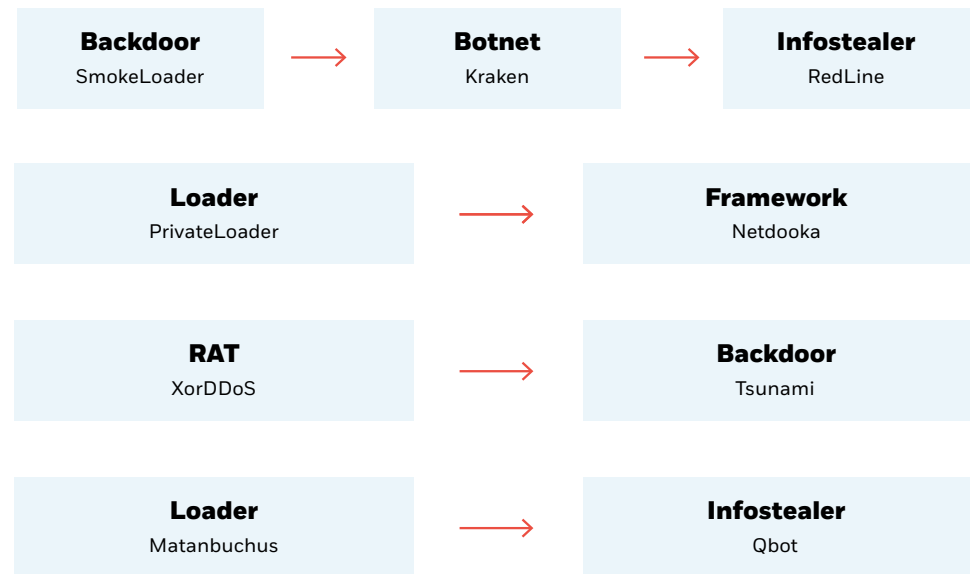 Backdoor
SmokeLoader
Botnet
Kraken
Infostealer
RedLine
Loader
PrivateLoader
Framework
Netdooka
RAT
XorDDoS
Backdoor
Tsunami
Loader
Matanbuchus
Infostealer
Qbot